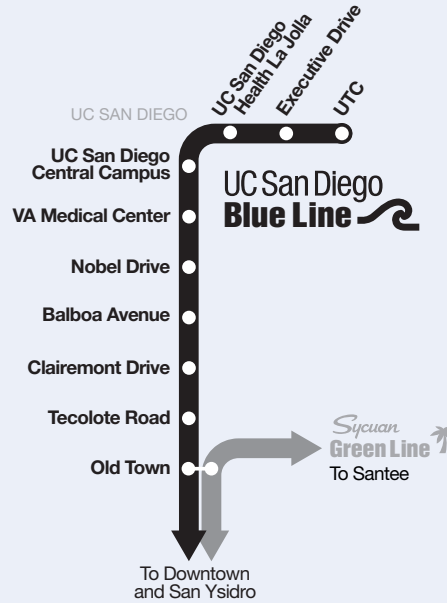 UC San Diego
Health La Jolla
Executive Drive
UTC
UC SAN DIEGO
UC San Diego
Central Campus
VA Medical Center
Nobel Drive
Balboa Avenue
Clairemont Drive
Tecolote Road
Old Town
UC San Diego
Blue Line
Sycuan
Green Line
To Santee
To Downtown
and San Ysidro